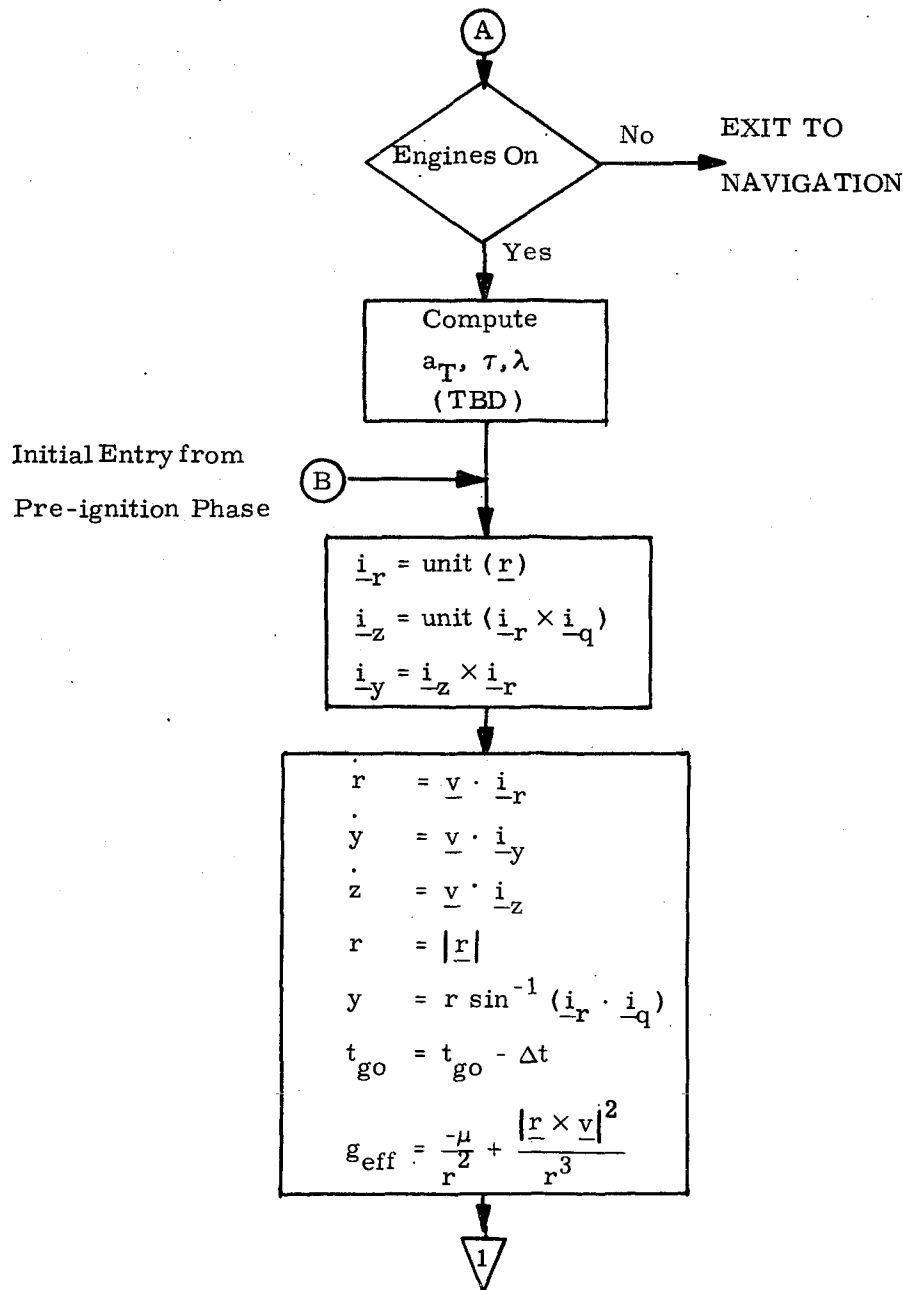 A
Engines On
No
EXIT TO
NAVIGATION
Yes
Compute
a_T, τ, λ
(TBD)
Initial Entry from
Pre-ignition Phase
B
i_r = unit (r)
i_z = unit (i_r × i_q)
i_y = i_z × i_r
ṙ = v · i_r
ẏ = v · i_y
ż = v · i_z
r = |r|
y = r sin⁻¹ (i_r · i_q)
t_go = t_go - Δt
g_eff = -μ/r² + |r × v|²/r³
1